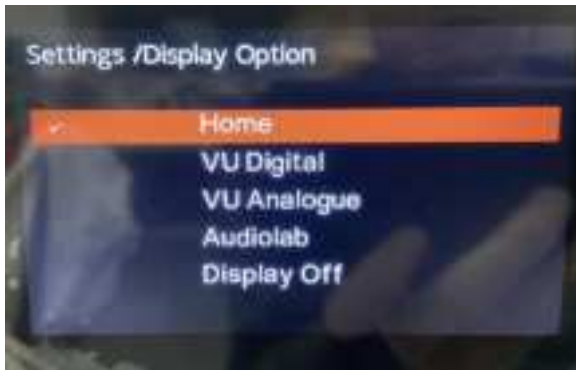 Settings /Display Option
Home
VU Digital
VU Analogue
Audiolab
Display Off